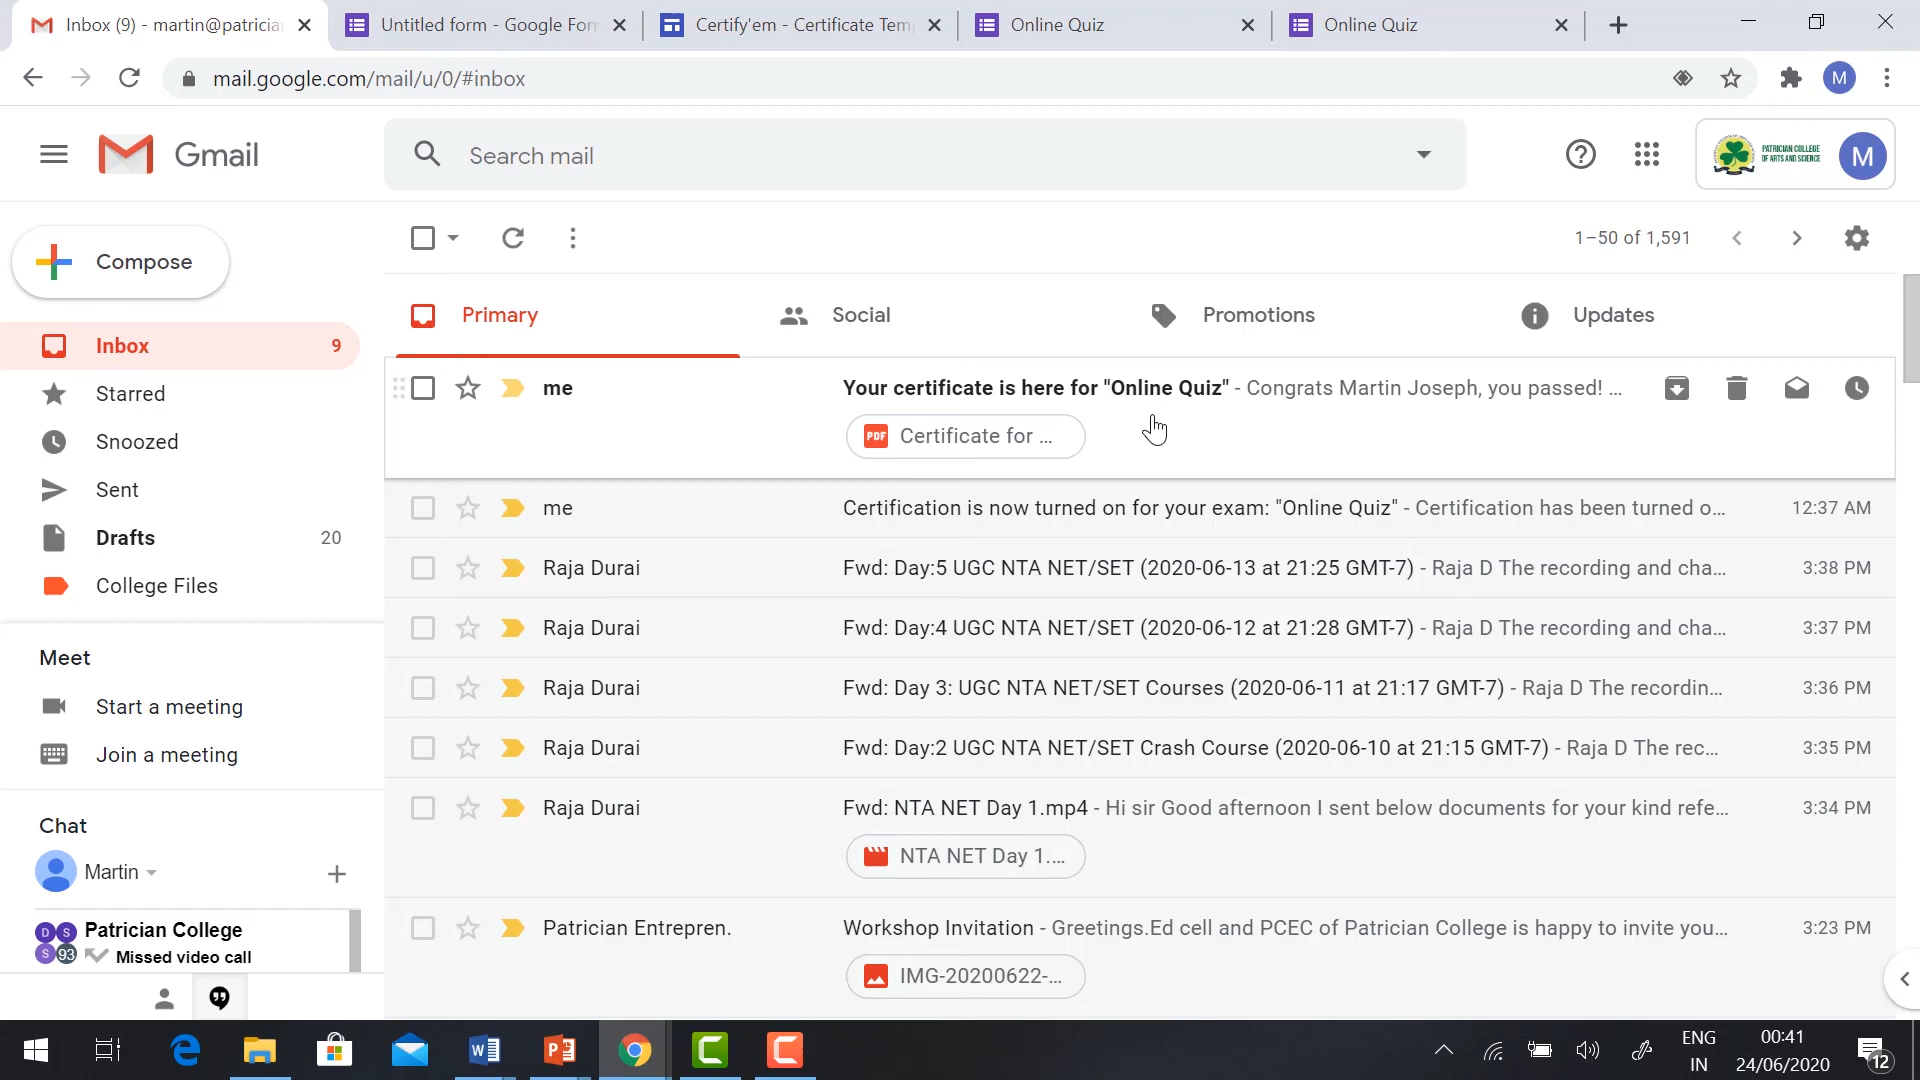 Inbox (9) - martin@patricia
Untitled form - Google For
Certify'em - Certificate Tem
Online Quiz
Online Quiz
mail.google.com/mail/u/0/#inbox
M
Gmail
Search mail
PATRICIAN COLLEGE
OF ARTS AND SCIENCE
M
Compose
1–50 of 1,591
Primary
Social
Promotions
Updates
Inbox 9
Starred
Snoozed
Sent
Drafts 20
College Files
Meet
Start a meeting
Join a meeting
Chat
Martin
D S Patrician College
S 93 Missed video call
me Your certificate is here for "Online Quiz" - Congrats Martin Joseph, you passed! ...
PDF Certificate for ...
me Certification is now turned on for your exam: "Online Quiz" - Certification has been turned o... 12:37 AM
Raja Durai Fwd: Day:5 UGC NTA NET/SET (2020-06-13 at 21:25 GMT-7) - Raja D The recording and cha... 3:38 PM
Raja Durai Fwd: Day:4 UGC NTA NET/SET (2020-06-12 at 21:28 GMT-7) - Raja D The recording and cha... 3:37 PM
Raja Durai Fwd: Day 3: UGC NTA NET/SET Courses (2020-06-11 at 21:17 GMT-7) - Raja D The recordin... 3:36 PM
Raja Durai Fwd: Day:2 UGC NTA NET/SET Crash Course (2020-06-10 at 21:15 GMT-7) - Raja D The rec... 3:35 PM
Raja Durai Fwd: NTA NET Day 1.mp4 - Hi sir Good afternoon I sent below documents for your kind refe... 3:34 PM
NTA NET Day 1....
Patrician Entrepren. Workshop Invitation - Greetings.Ed cell and PCEC of Patrician College is happy to invite you... 3:23 PM
IMG-20200622-...
ENG
IN
00:41
24/06/2020
12